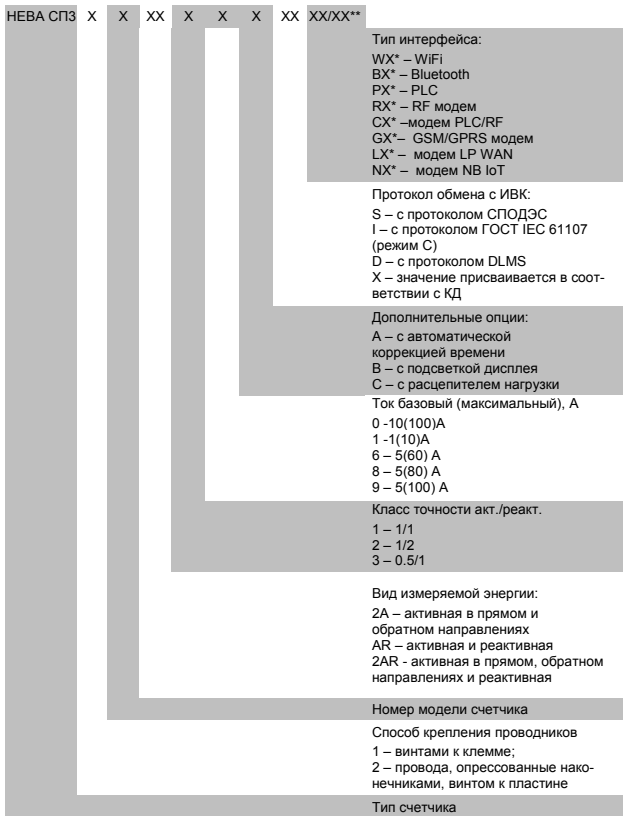 НЕВА СП3 X X XX X X X XX XX/XX**
Тип интерфейса:
WX* – WiFi
BX* – Bluetooth
PX* – PLC
RX* – RF модем
CX* –модем PLC/RF
GX*– GSM/GPRS модем
LX* – модем LP WAN
NX* – модем NB IoT
Протокол обмена с ИВК:
S – с протоколом СПОДЭС
I – с протоколом ГОСТ IEC 61107
(режим С)
D – с протоколом DLMS
X – значение присваивается в соот-
ветствии с КД
Дополнительные опции:
А – с автоматической
коррекцией времени
В – с подсветкой дисплея
С – с расцепителем нагрузки
Ток базовый (максимальный), А
0 -10(100)А
1 -1(10)А
6 – 5(60) А
8 – 5(80) А
9 – 5(100) А
Класс точности акт./реакт.
1 – 1/1
2 – 1/2
3 – 0.5/1
Вид измеряемой энергии:
2А – активная в прямом и
обратном направлениях
AR – активная и реактивная
2AR - активная в прямом, обратном
направлениях и реактивная
Номер модели счетчика
Способ крепления проводников
1 – винтами к клемме;
2 – провода, опрессованные нако-
нечниками, винтом к пластине
Тип счетчика